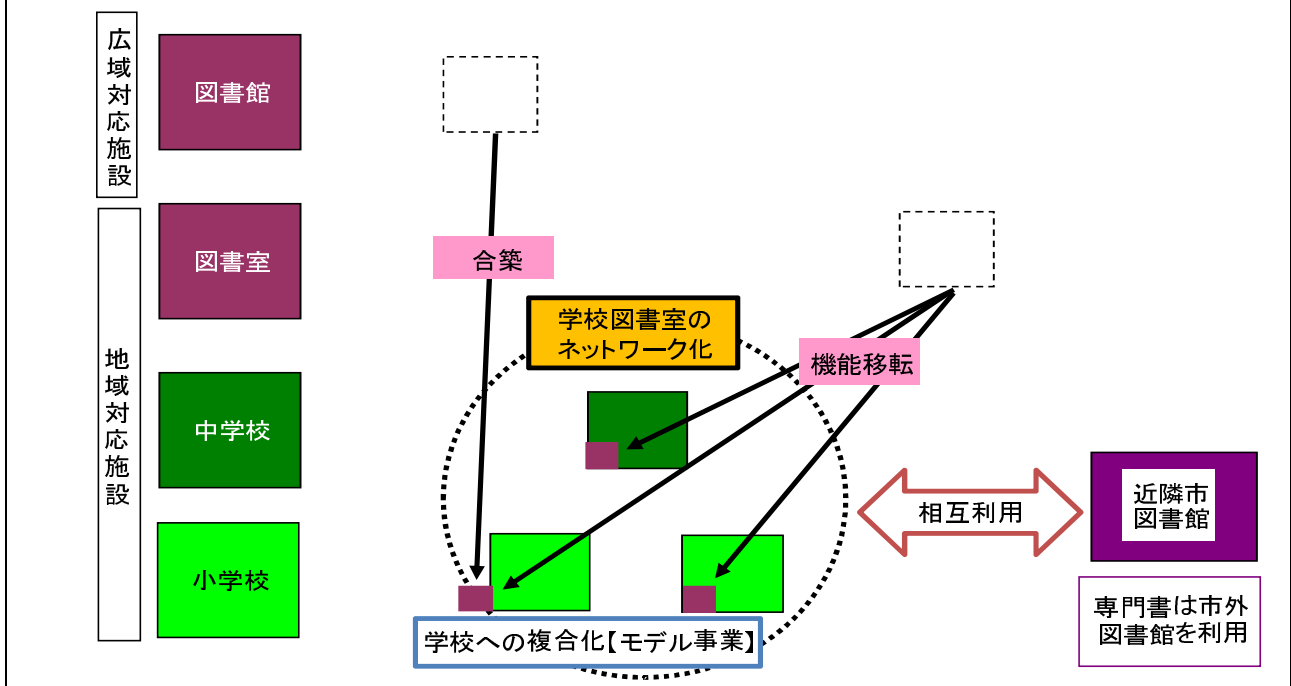 広域対応施設
図書館
図書室
地域対応施設
中学校
小学校
合築
学校図書室の
ネットワーク化
機能移転
相互利用
近隣市
図書館
専門書は市外
図書館を利用
学校への複合化【モデル事業】